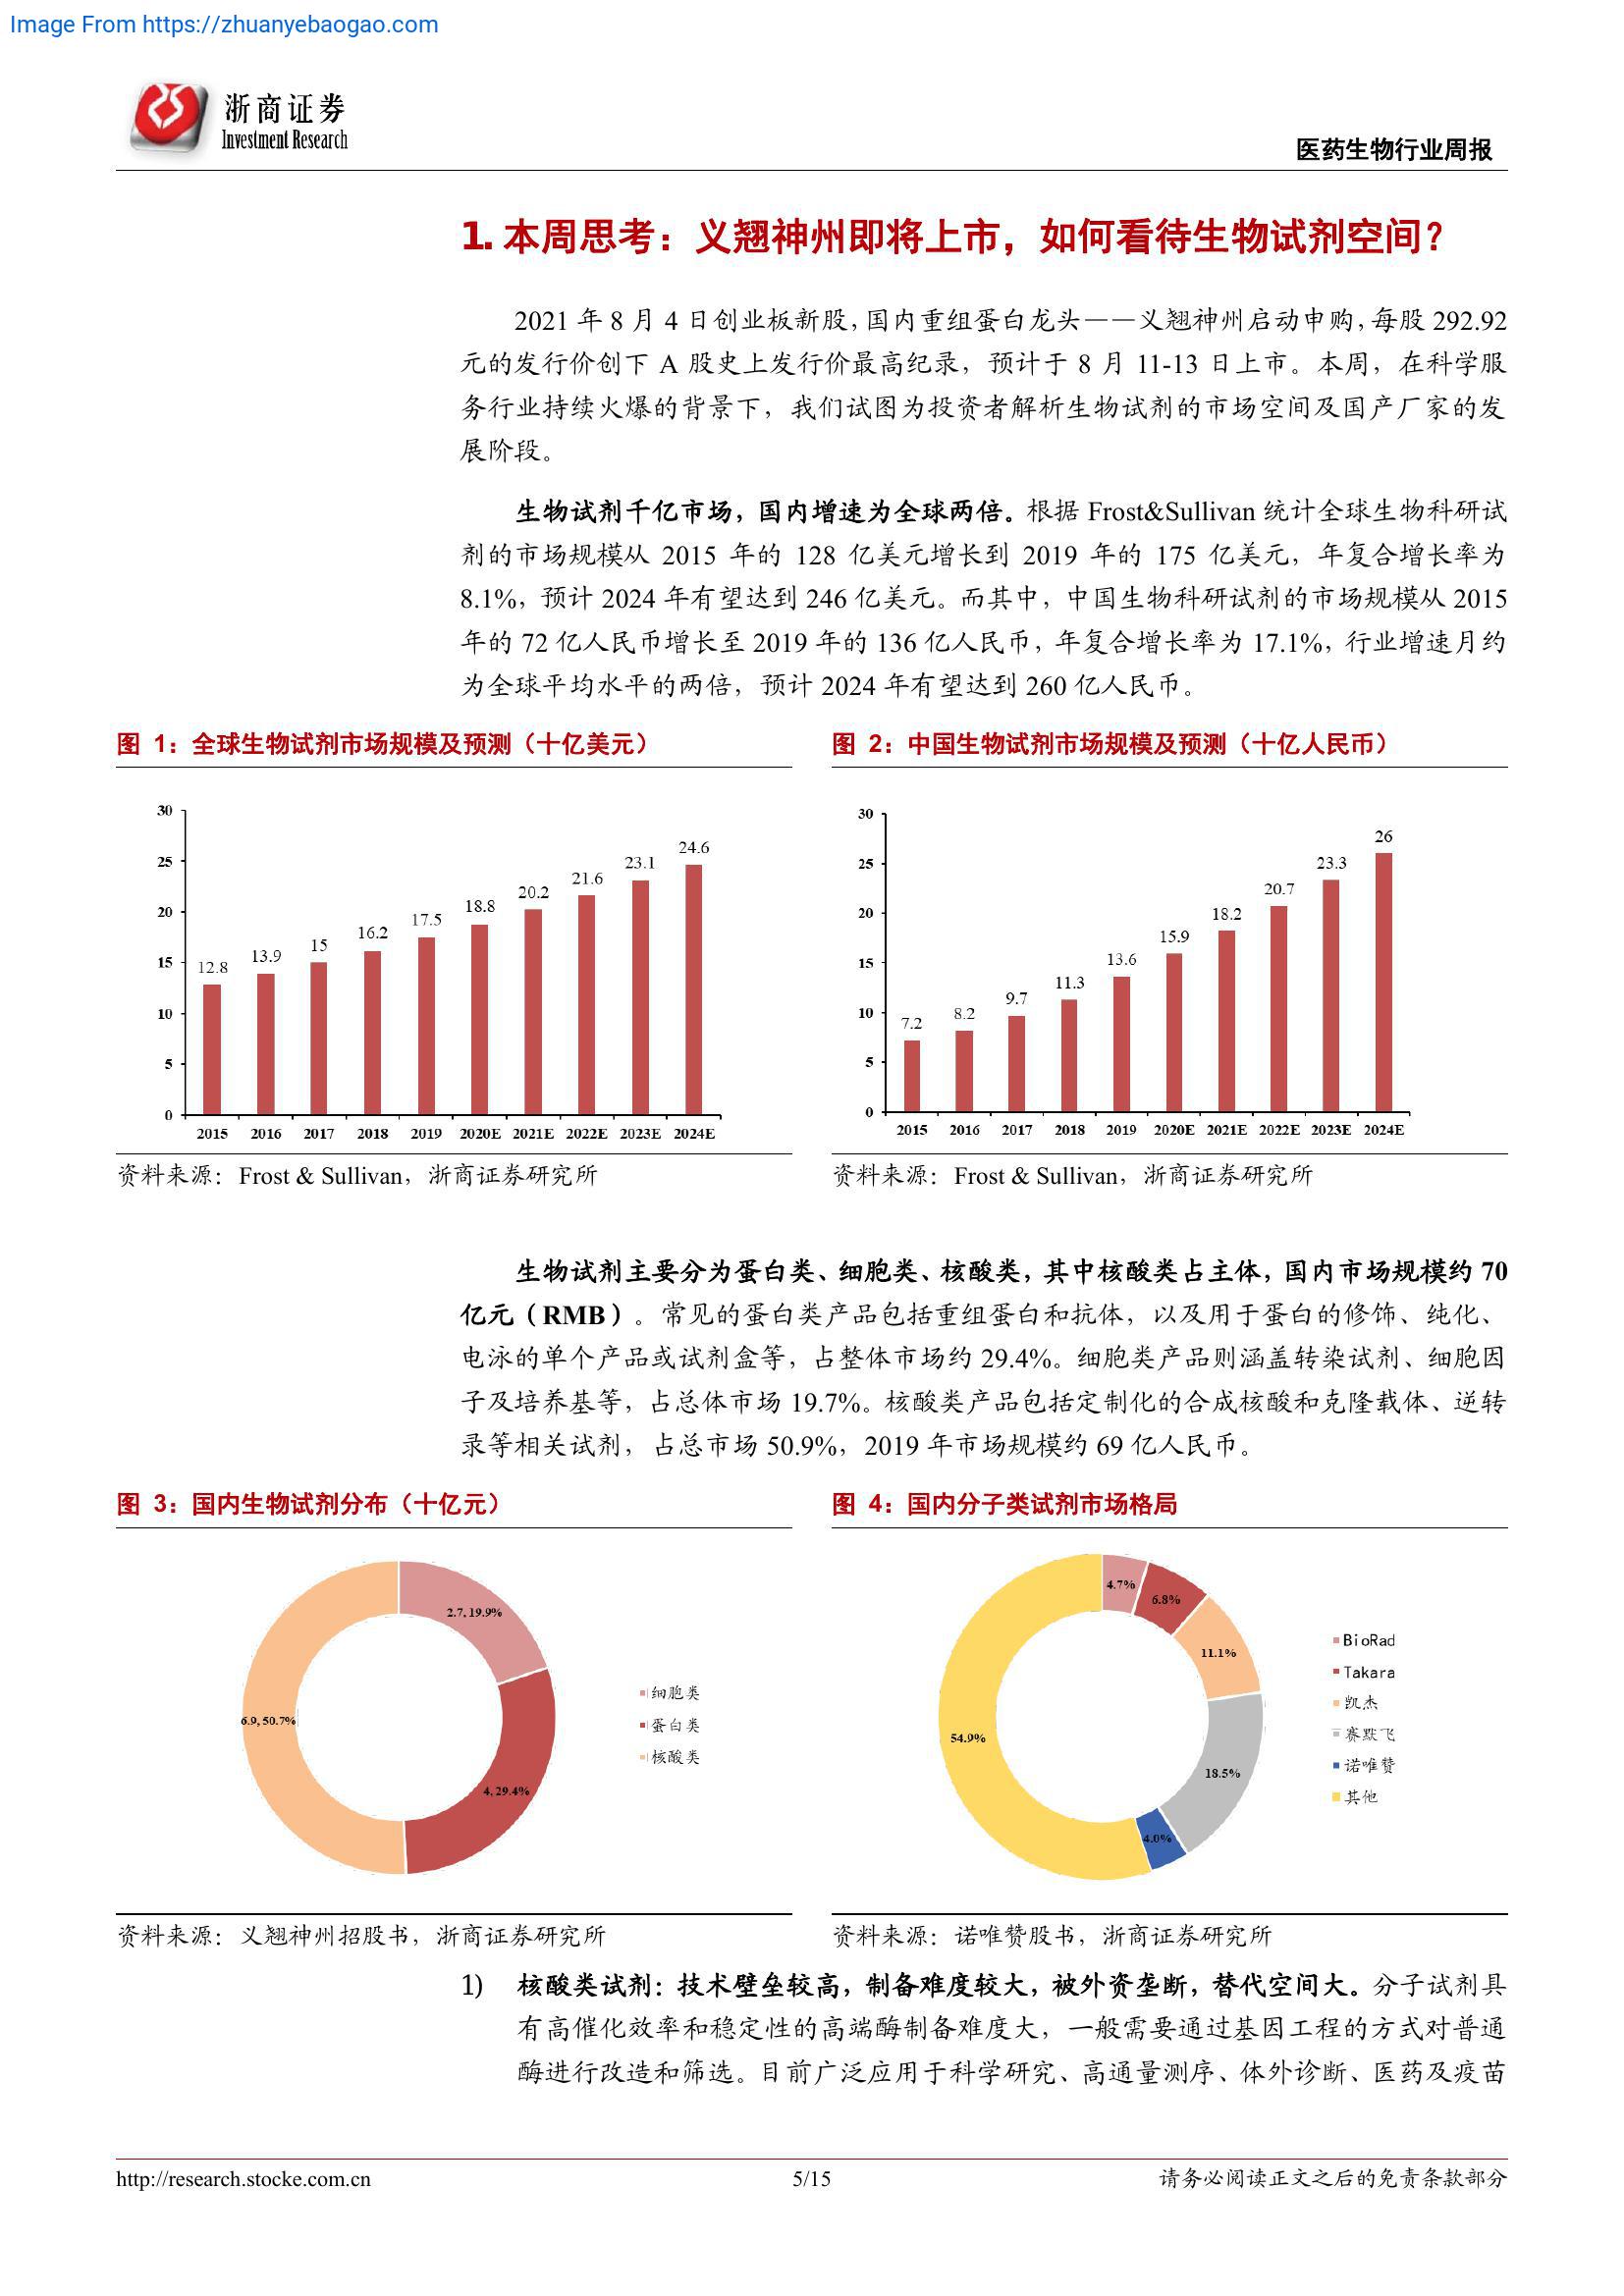 Image From https://zhuanyebaogao.com
浙商证券
Investment Research
医药生物行业周报
1. 本周思考：义翘神州即将上市，如何看待生物试剂空间？
2021 年 8 月 4 日创业板新股，国内重组蛋白龙头——义翘神州启动申购，每股 292.92
元的发行价创下 A 股史上发行价最高纪录，预计于 8 月 11-13 日上市。本周，在科学服
务行业持续火爆的背景下，我们试图为投资者解析生物试剂的市场空间及国产厂家的发
展阶段。
生物试剂千亿市场，国内增速为全球两倍。根据 Frost&Sullivan 统计全球生物科研试
剂的市场规模从 2015 年的 128 亿美元增长到 2019 年的 175 亿美元，年复合增长率为
8.1%，预计 2024 年有望达到 246 亿美元。而其中，中国生物科研试剂的市场规模从 2015
年的 72 亿人民币增长至 2019 年的 136 亿人民币，年复合增长率为 17.1%，行业增速月约
为全球平均水平的两倍，预计 2024 年有望达到 260 亿人民币。
图 1：全球生物试剂市场规模及预测（十亿美元）
30
25
20
15
10
5
0
12.8
13.9
15
16.2
17.5
18.8
20.2
21.6
23.1
24.6
2015 2016 2017 2018 2019 2020E 2021E 2022E 2023E 2024E
资料来源：Frost & Sullivan，浙商证券研究所
图 2：中国生物试剂市场规模及预测（十亿人民币）
30
25
20
15
10
5
0
7.2
8.2
9.7
11.3
13.6
15.9
18.2
20.7
23.3
26
2015 2016 2017 2018 2019 2020E 2021E 2022E 2023E 2024E
资料来源：Frost & Sullivan，浙商证券研究所
生物试剂主要分为蛋白类、细胞类、核酸类，其中核酸类占主体，国内市场规模约 70
亿元（RMB）。常见的蛋白类产品包括重组蛋白和抗体，以及用于蛋白的修饰、纯化、
电泳的单个产品或试剂盒等，占整体市场约 29.4%。细胞类产品则涵盖转染试剂、细胞因
子及培养基等，占总体市场 19.7%。核酸类产品包括定制化的合成核酸和克隆载体、逆转
录等相关试剂，占总市场 50.9%，2019 年市场规模约 69 亿人民币。
图 3：国内生物试剂分布（十亿元）
2.7, 19.9%
4, 29.4%
6.9, 50.7%
细胞类
蛋白类
核酸类
资料来源：义翘神州招股书，浙商证券研究所
图 4：国内分子类试剂市场格局
4.7%
6.8%
11.1%
18.5%
4.0%
54.9%
BioRad
Takara
凯杰
赛默飞
诺唯赞
其他
资料来源：诺唯赞股书，浙商证券研究所
1) 核酸类试剂：技术壁垒较高，制备难度较大，被外资垄断，替代空间大。分子试剂具
有高催化效率和稳定性的高端酶制备难度大，一般需要通过基因工程的方式对普通
酶进行改造和筛选。目前广泛应用于科学研究、高通量测序、体外诊断、医药及疫苗
http://research.stocke.com.cn
5/15
请务必阅读正文之后的免责条款部分